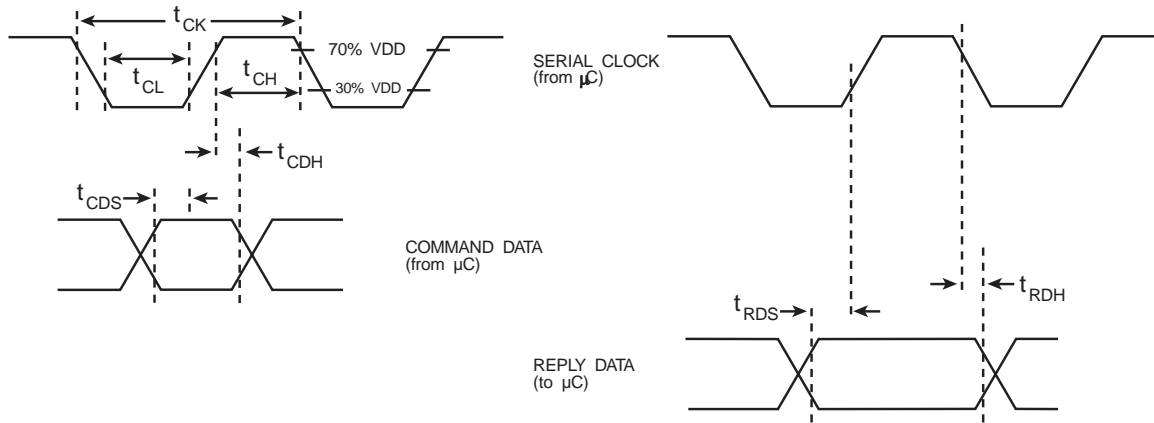 tCK
70% VDD
tCL
tCH
30% VDD
SERIAL CLOCK
(from µC)
tCDH
tCDS
COMMAND DATA
(from µC)
tRDH
tRDS
REPLY DATA
(to µC)